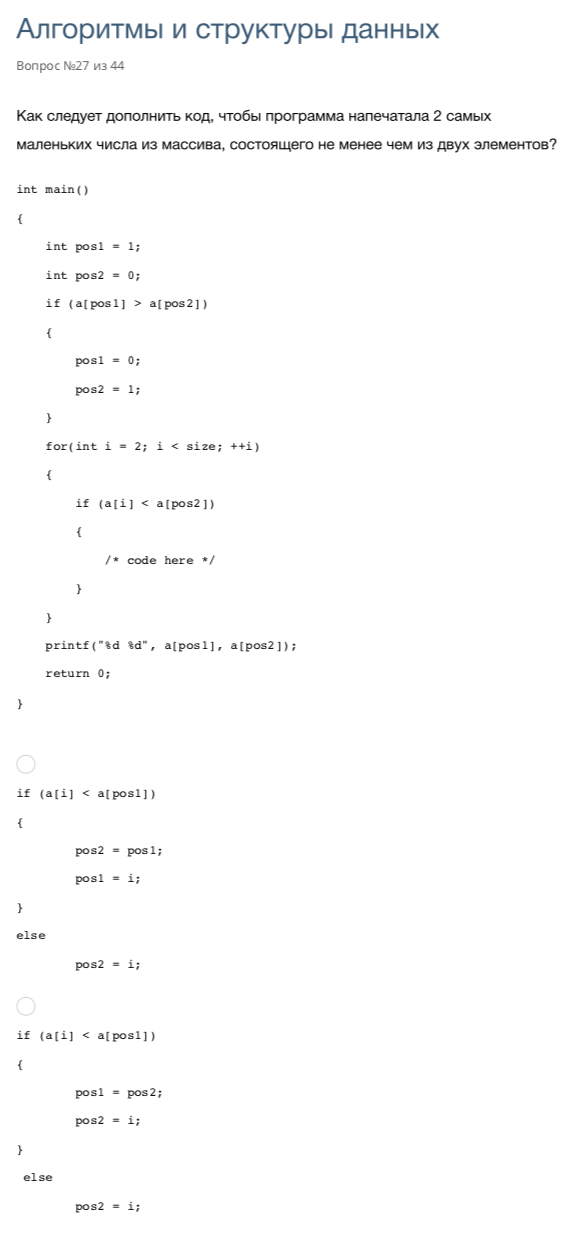 Алгоритмы и структуры данных
Вопрос №27 из 44
Как следует дополнить код, чтобы программа напечатала 2 самых
маленьких числа из массива, состоящего не менее чем из двух элементов?
int main()
{
    int pos1 = 1;
    int pos2 = 0;
    if (a[pos1] > a[pos2])
    {
        pos1 = 0;
        pos2 = 1;
    }
    for(int i = 2; i < size; ++i)
    {
        if (a[i] < a[pos2])
        {
            /* code here */
        }
    }
    printf("%d %d", a[pos1], a[pos2]);
    return 0;
}
if (a[i] < a[pos1])
{
        pos2 = pos1;
        pos1 = i;
}
else
        pos2 = i;
if (a[i] < a[pos1])
{
        pos1 = pos2;
        pos2 = i;
}
 else
        pos2 = i;